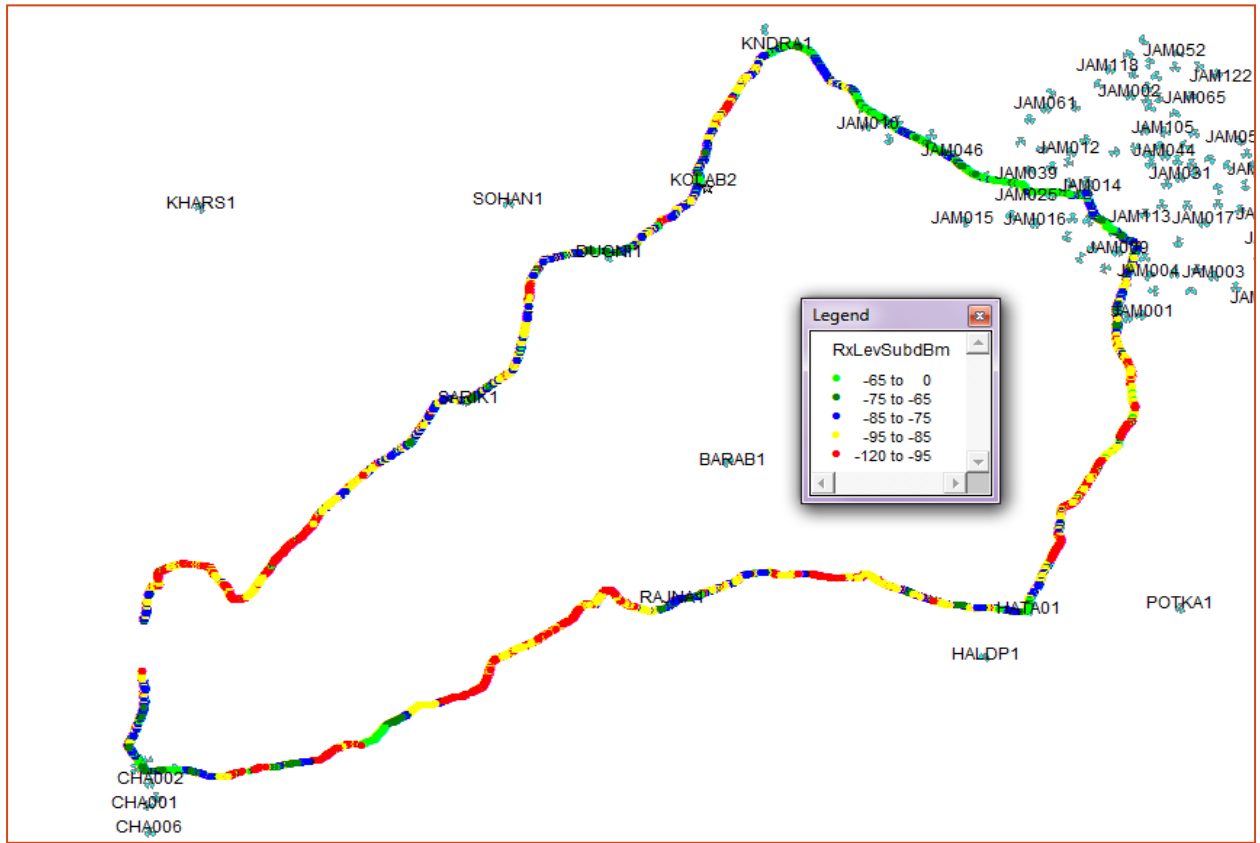 KNDRA1
JAM052
JAM118
JAM122
JAM002
JAM065
JAM061
JAM010
JAM105
JAM012
JAM044
JAM046
JAM039
JAM031
KOLAB2
JAM014
JAM025
KHARS1
SOHAN1
JAM015
JAM016
JAM113
JAM017
DUGNI1
JAM004
JAM003
JAM001
Legend
RxLevSubdBm
-65 to 0
-75 to -65
-85 to -75
-95 to -85
-120 to -95
SARIK1
BARAB1
RAJNA1
HATA01
POTKA1
HALDP1
CHA002
CHA001
CHA006